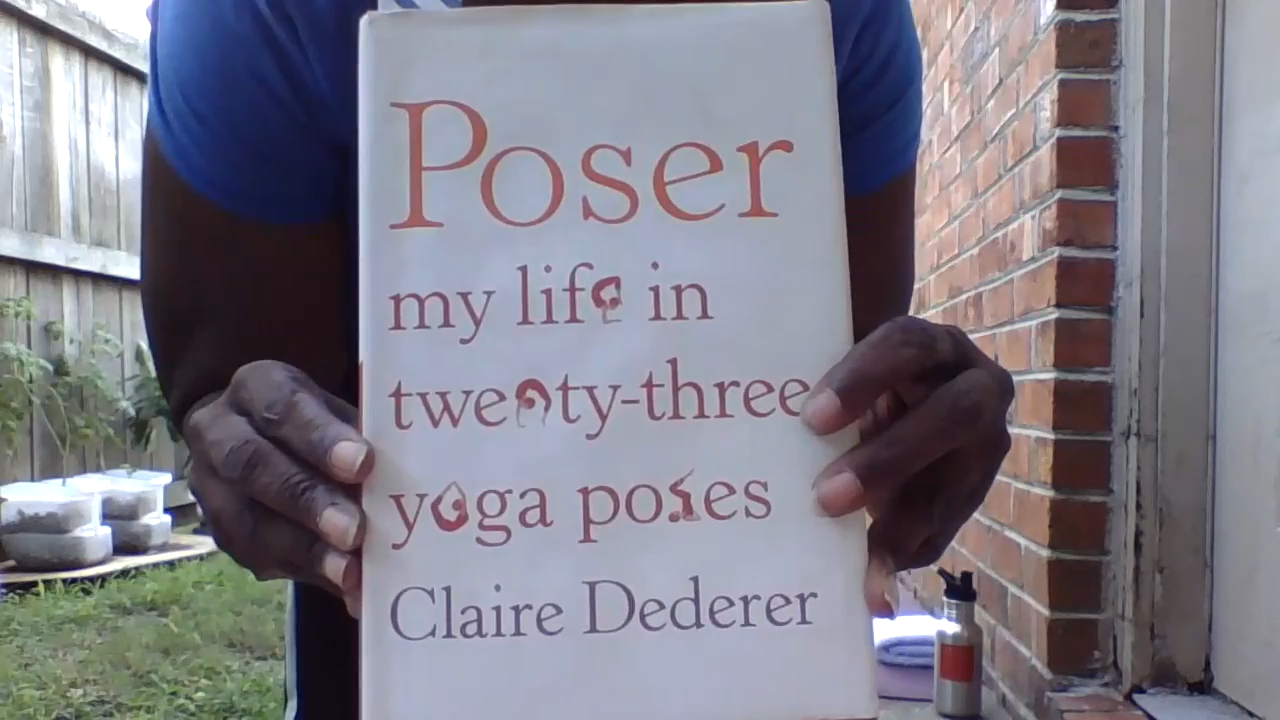 Poser
my life in
twenty-three
yoga poses
Claire Dederer